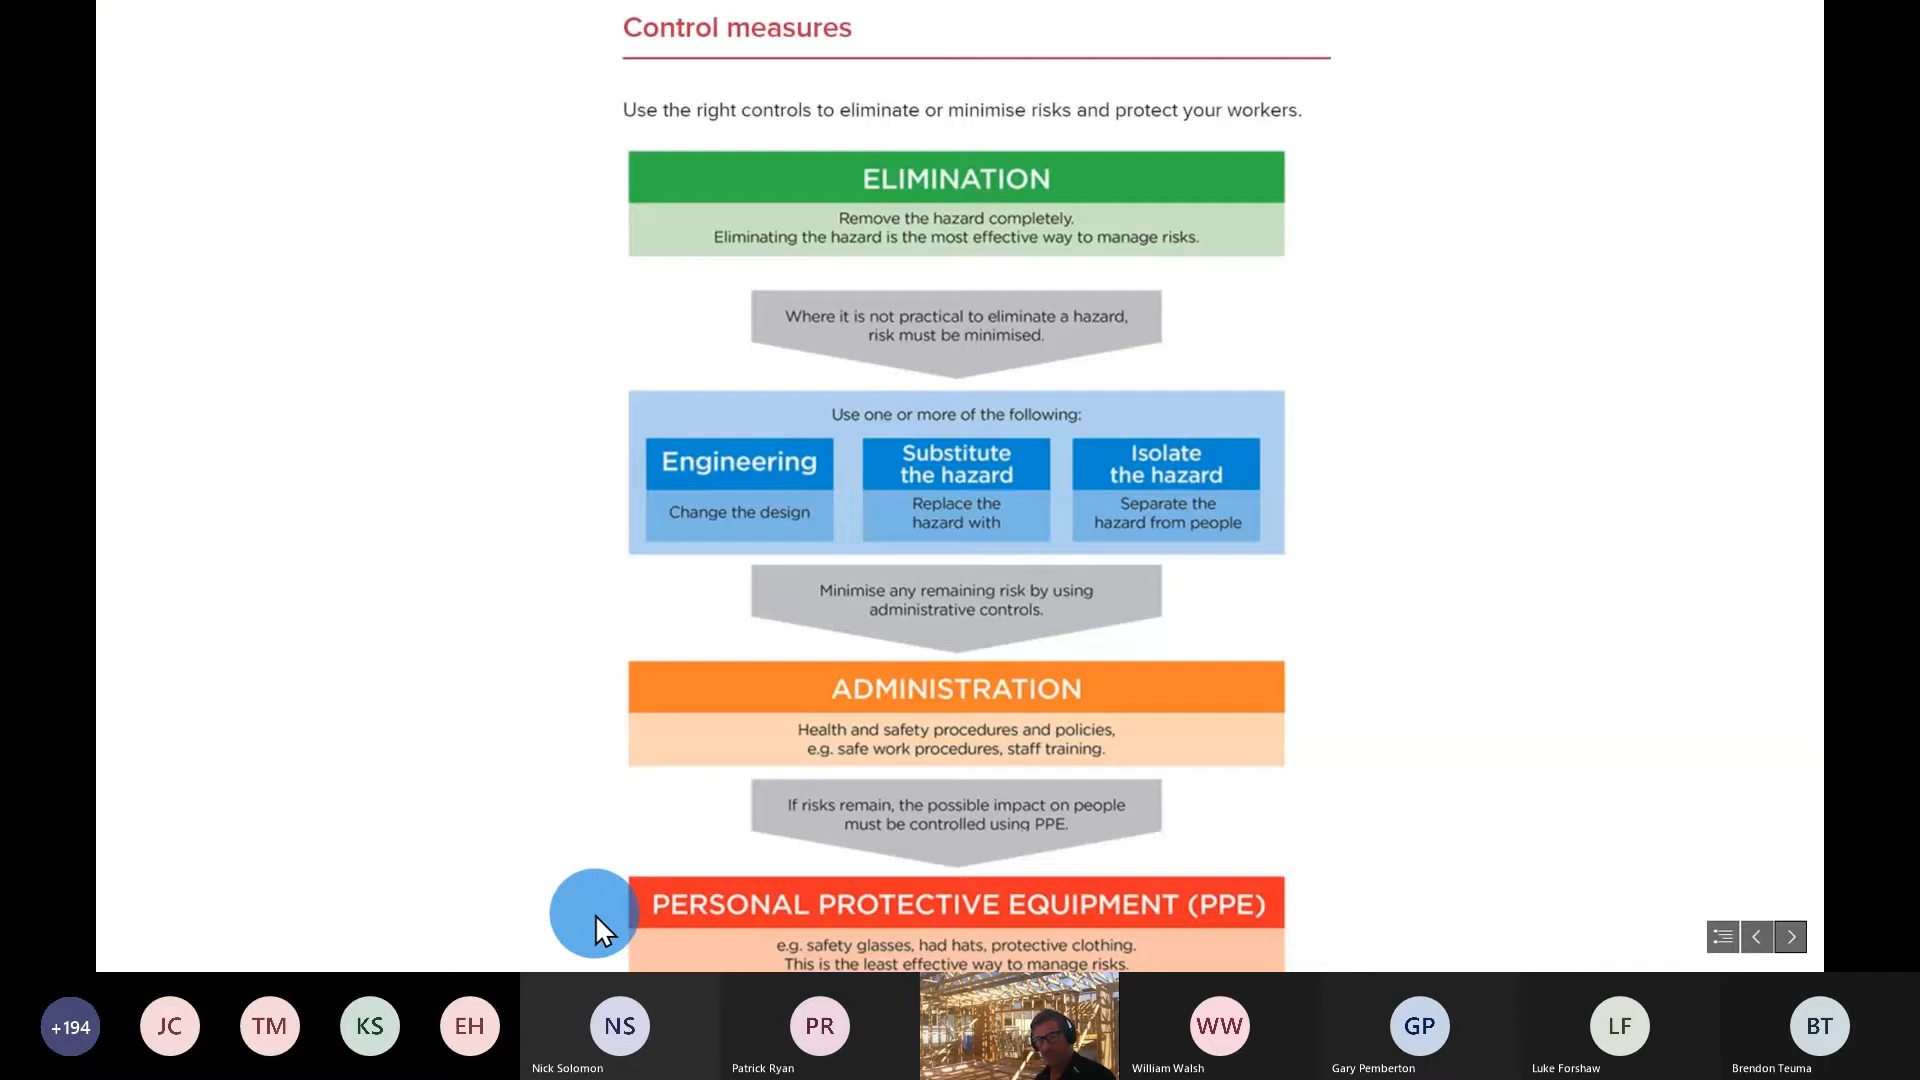 Control measures
Use the right controls to eliminate or minimise risks and protect your workers.
ELIMINATION
Remove the hazard completely.
Eliminating the hazard is the most effective way to manage risks.
Where it is not practical to eliminate a hazard,
risk must be minimised.
Use one or more of the following:
Engineering
Change the design
Substitute
the hazard
Replace the
hazard with
Isolate
the hazard
Separate the
hazard from people
Minimise any remaining risk by using
administrative controls.
ADMINISTRATION
Health and safety procedures and policies,
e.g. safe work procedures, staff training.
If risks remain, the possible impact on people
must be controlled using PPE.
PERSONAL PROTECTIVE EQUIPMENT (PPE)
e.g. safety glasses, had hats, protective clothing.
This is the least effective way to manage risks.
+194
JC
TM
KS
EH
NS
Nick Solomon
PR
Patrick Ryan
WW
William Walsh
GP
Gary Pemberton
LF
Luke Forshaw
BT
Brendon Teuma